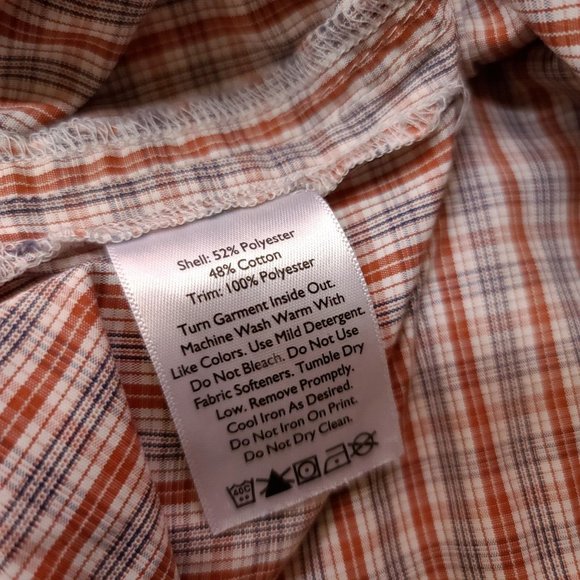 Shell: 52% Polyester
48% Cotton
Trim: 100% Polyester
Turn Garment Inside Out.
Machine Wash Warm With
Like Colors. Use Mild Detergent.
Do Not Bleach. Do Not Use
Fabric Softeners. Tumble Dry
Low. Remove Promptly.
Cool Iron As Desired.
Do Not Iron On Print.
Do Not Dry Clean.
40C